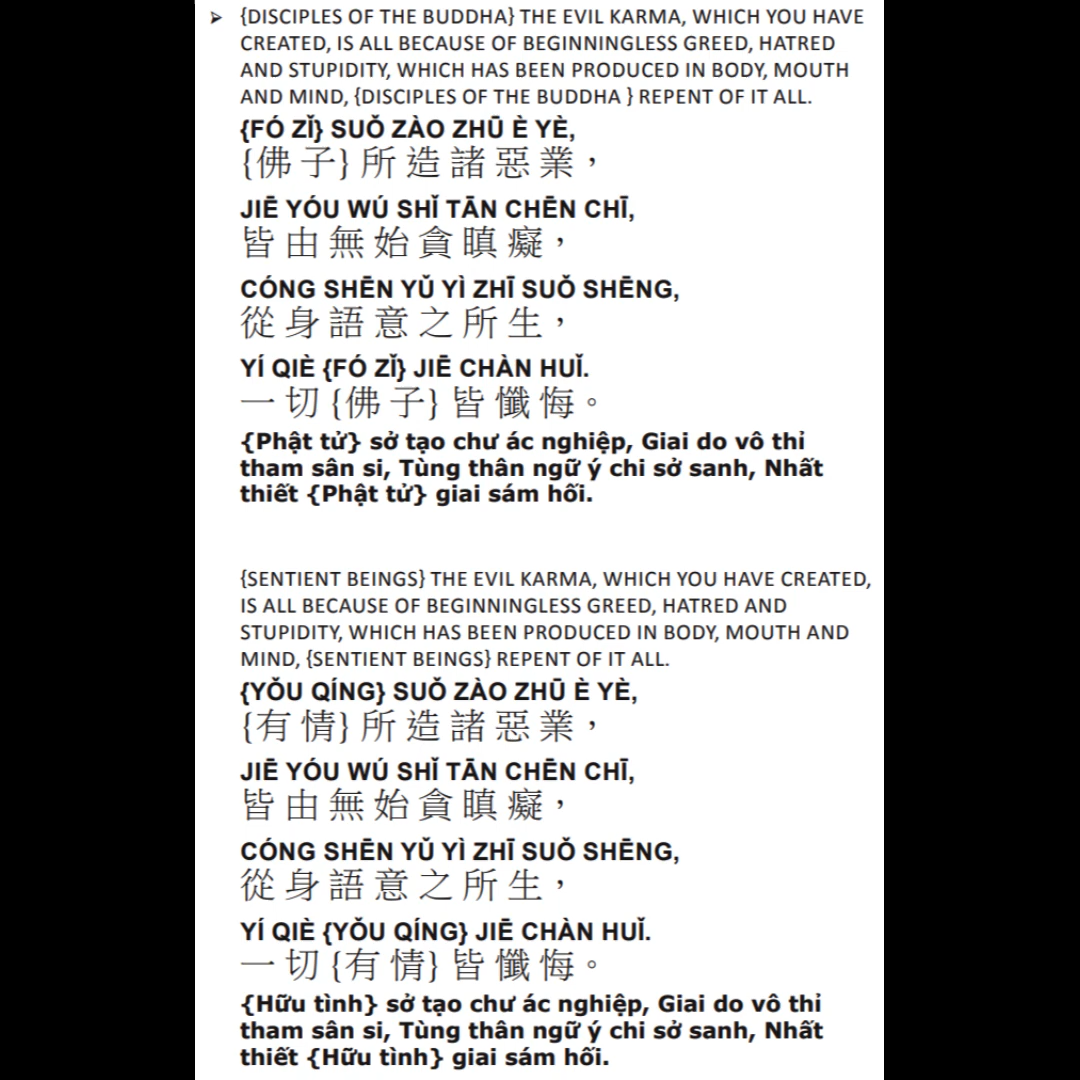 ➢ {DISCIPLES OF THE BUDDHA} THE EVIL KARMA, WHICH YOU HAVE
CREATED, IS ALL BECAUSE OF BEGINNINGLESS GREED, HATRED
AND STUPIDITY, WHICH HAS BEEN PRODUCED IN BODY, MOUTH
AND MIND, {DISCIPLES OF THE BUDDHA } REPENT OF IT ALL.
{FÓ ZǏ} SUǑ ZÀO ZHŪ È YÈ,
{佛 子} 所 造 諸 惡 業，
JIĒ YÓU WÚ SHǏ TĀN CHĒN CHĪ,
皆 由 無 始 貪 瞋 癡，
CÓNG SHĒN YǓ YÌ ZHĪ SUǑ SHĒNG,
從 身 語 意 之 所 生，
YÍ QIÈ {FÓ ZǏ} JIĒ CHÀN HUǏ.
一 切 {佛 子} 皆 懺 悔。
{Phật tử} sở tạo chư ác nghiệp, Giai do vô thỉ
tham sân si, Tùng thân ngữ ý chi sở sanh, Nhất
thiết {Phật tử} giai sám hối.
{SENTIENT BEINGS} THE EVIL KARMA, WHICH YOU HAVE CREATED,
IS ALL BECAUSE OF BEGINNINGLESS GREED, HATRED AND
STUPIDITY, WHICH HAS BEEN PRODUCED IN BODY, MOUTH AND
MIND, {SENTIENT BEINGS} REPENT OF IT ALL.
{YǑU QÍNG} SUǑ ZÀO ZHŪ È YÈ,
{有 情} 所 造 諸 惡 業，
JIĒ YÓU WÚ SHǏ TĀN CHĒN CHĪ,
皆 由 無 始 貪 瞋 癡，
CÓNG SHĒN YǓ YÌ ZHĪ SUǑ SHĒNG,
從 身 語 意 之 所 生，
YÍ QIÈ {YǑU QÍNG} JIĒ CHÀN HUǏ.
一 切 {有 情} 皆 懺 悔。
{Hữu tình} sở tạo chư ác nghiệp, Giai do vô thỉ
tham sân si, Tùng thân ngữ ý chi sở sanh, Nhất
thiết {Hữu tình} giai sám hối.